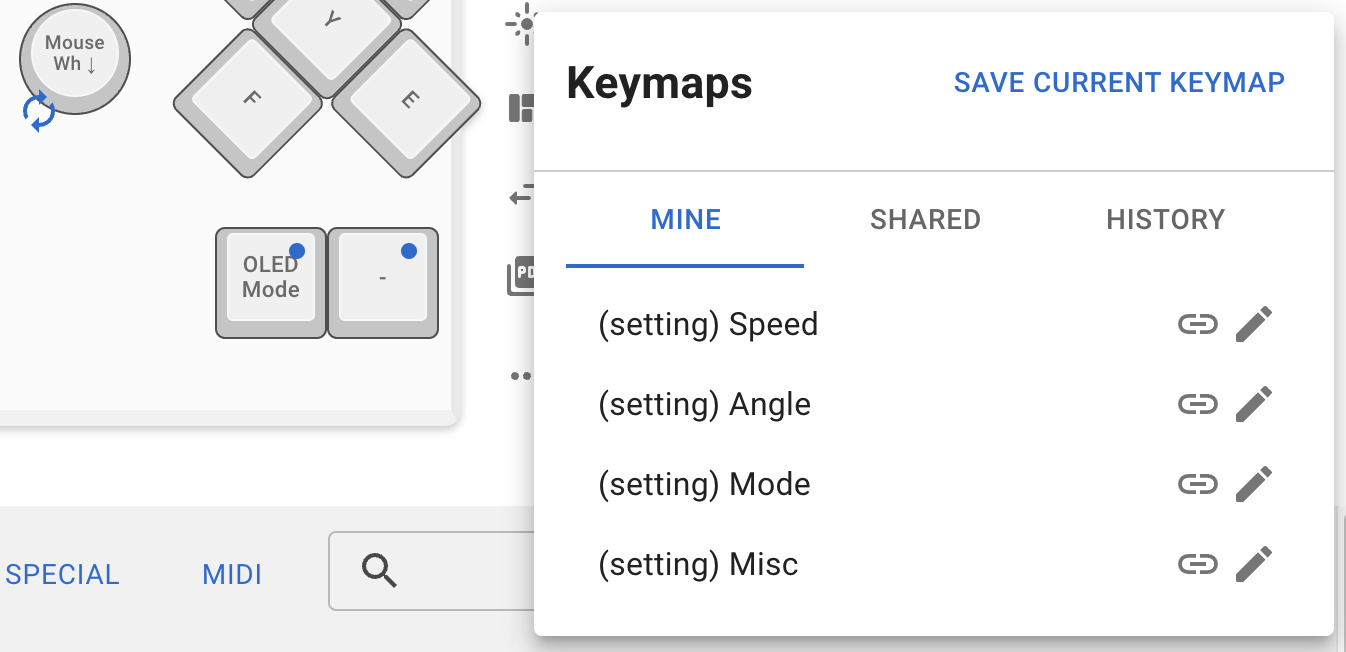 Mouse
Wh ↓
Y
F
E
OLED
Mode
-
Keymaps
SAVE CURRENT KEYMAP
MINE
SHARED
HISTORY
(setting) Speed
(setting) Angle
(setting) Mode
(setting) Misc
SPECIAL
MIDI